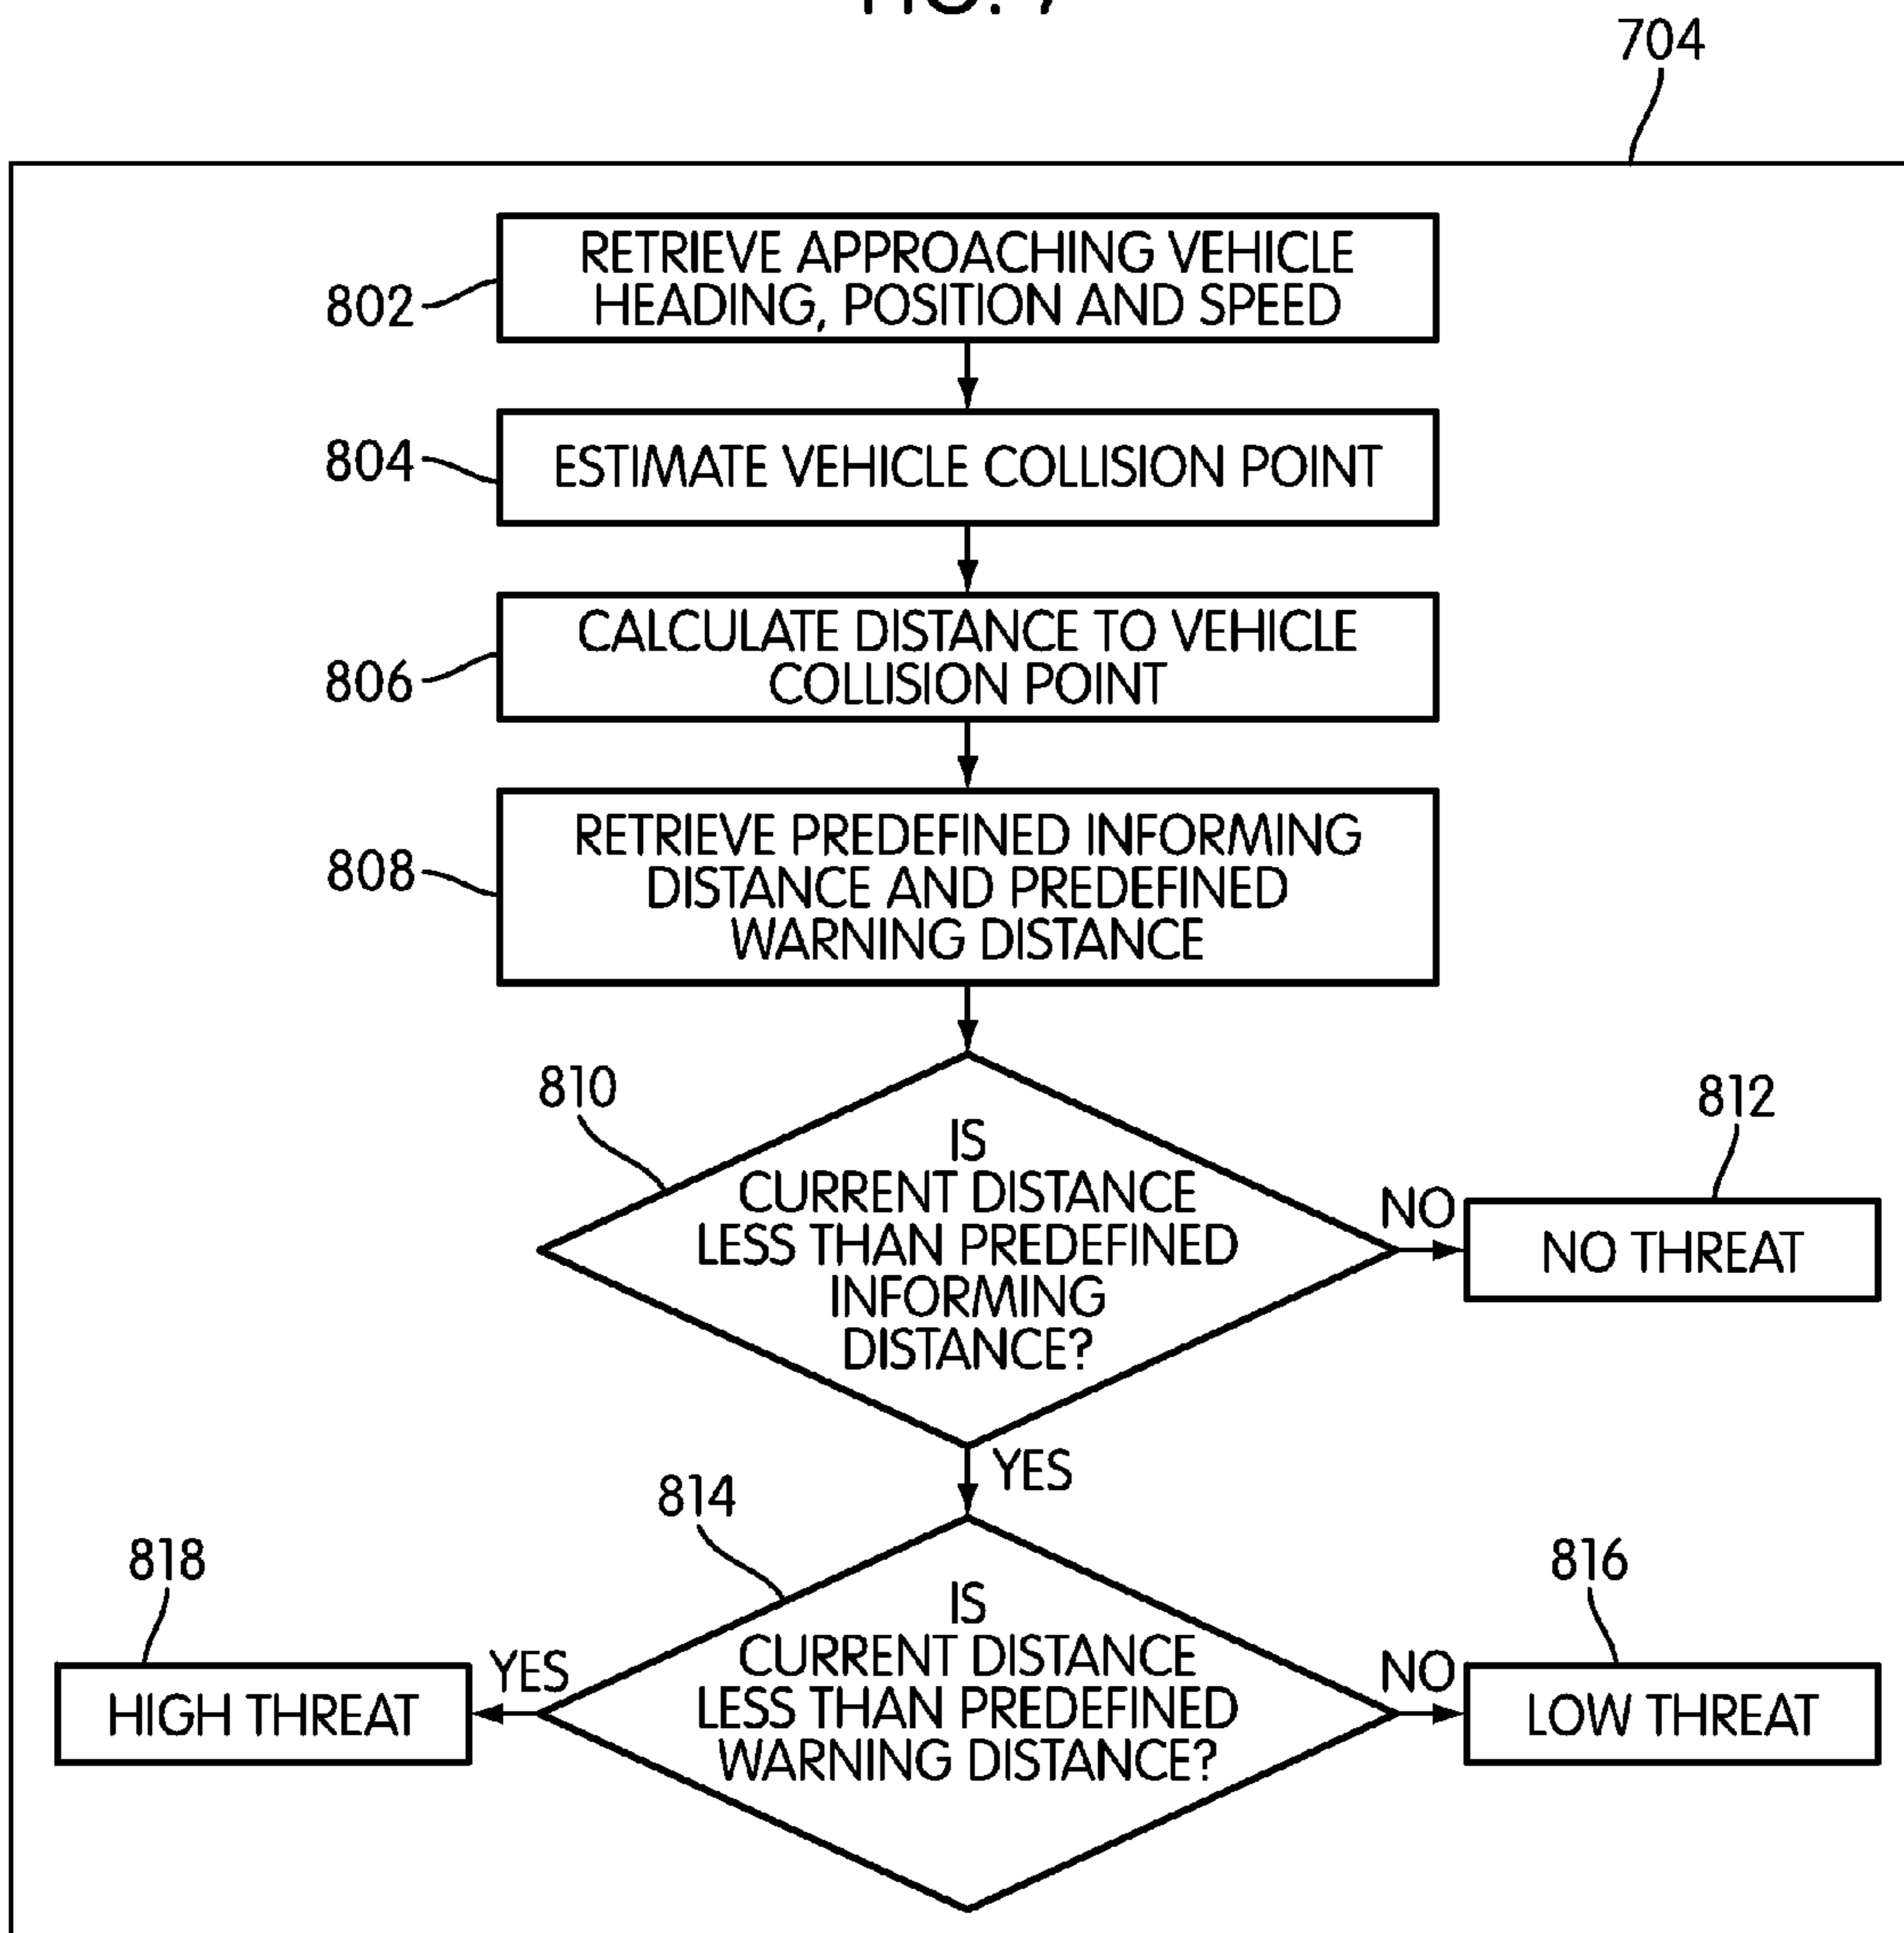 704
RETRIEVE APPROACHING VEHICLE
HEADING, POSITION AND SPEED
802
804
ESTIMATE VEHICLE COLLISION POINT
CALCULATE DISTANCE TO VEHICLE
COLLISION POINT
806
RETRIEVE PREDEFINED INFORMING
DISTANCE AND PREDEFINED
WARNING DISTANCE
808
810
IS
CURRENT DISTANCE
LESS THAN PREDEFINED
INFORMING
DISTANCE?
NO
812
NO THREAT
YES
814
IS
CURRENT DISTANCE
LESS THAN PREDEFINED
WARNING DISTANCE?
818
YES
HIGH THREAT
816
NO
LOW THREAT